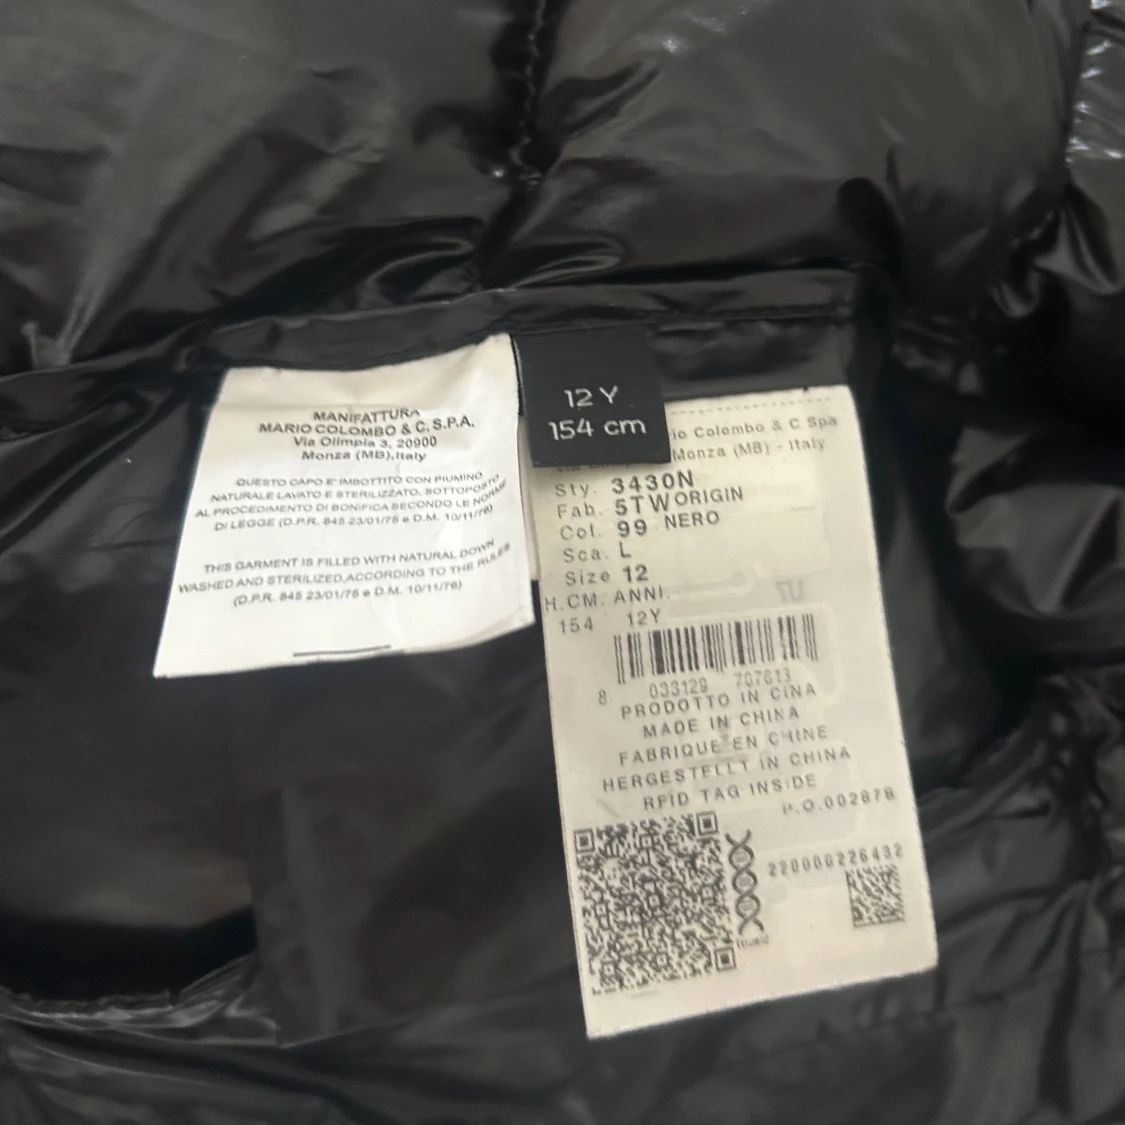 MANIFATTURA
MARIO COLOMBO & C. S.P.A.
Via Olimpia 3, 20900
Monza (MB), Italy
QUESTO CAPO E' IMBOTTITO CON PIUMINO
NATURALE LAVATO E STERILIZZATO, SOTTOPOSTO
AL PROCEDIMENTO DI BONIFICA SECONDO LE NORME
DI LEGGE (D.P.R. 845 23/01/75 e D.M. 10/11/76)
THIS GARMENT IS FILLED WITH NATURAL DOWN
WASHED AND STERILIZED, ACCORDING TO THE RULES
(D.P.R. 845 23/01/75 e D.M. 10/11/76)
12 Y
154 cm
io Colombo & C Spa
Monza (MB) - Italy
Sty. 3430N
Fab. 5TW ORIGIN
Col. 99 NERO
Sca. L
Size 12
H.CM. ANNI.
154 12Y
8 033129 707613
PRODOTTO IN CINA
MADE IN CHINA
FABRIQUE EN CHINE
HERGESTELLT IN CHINA
RFID TAG INSIDE
P.O.002878
220000226432